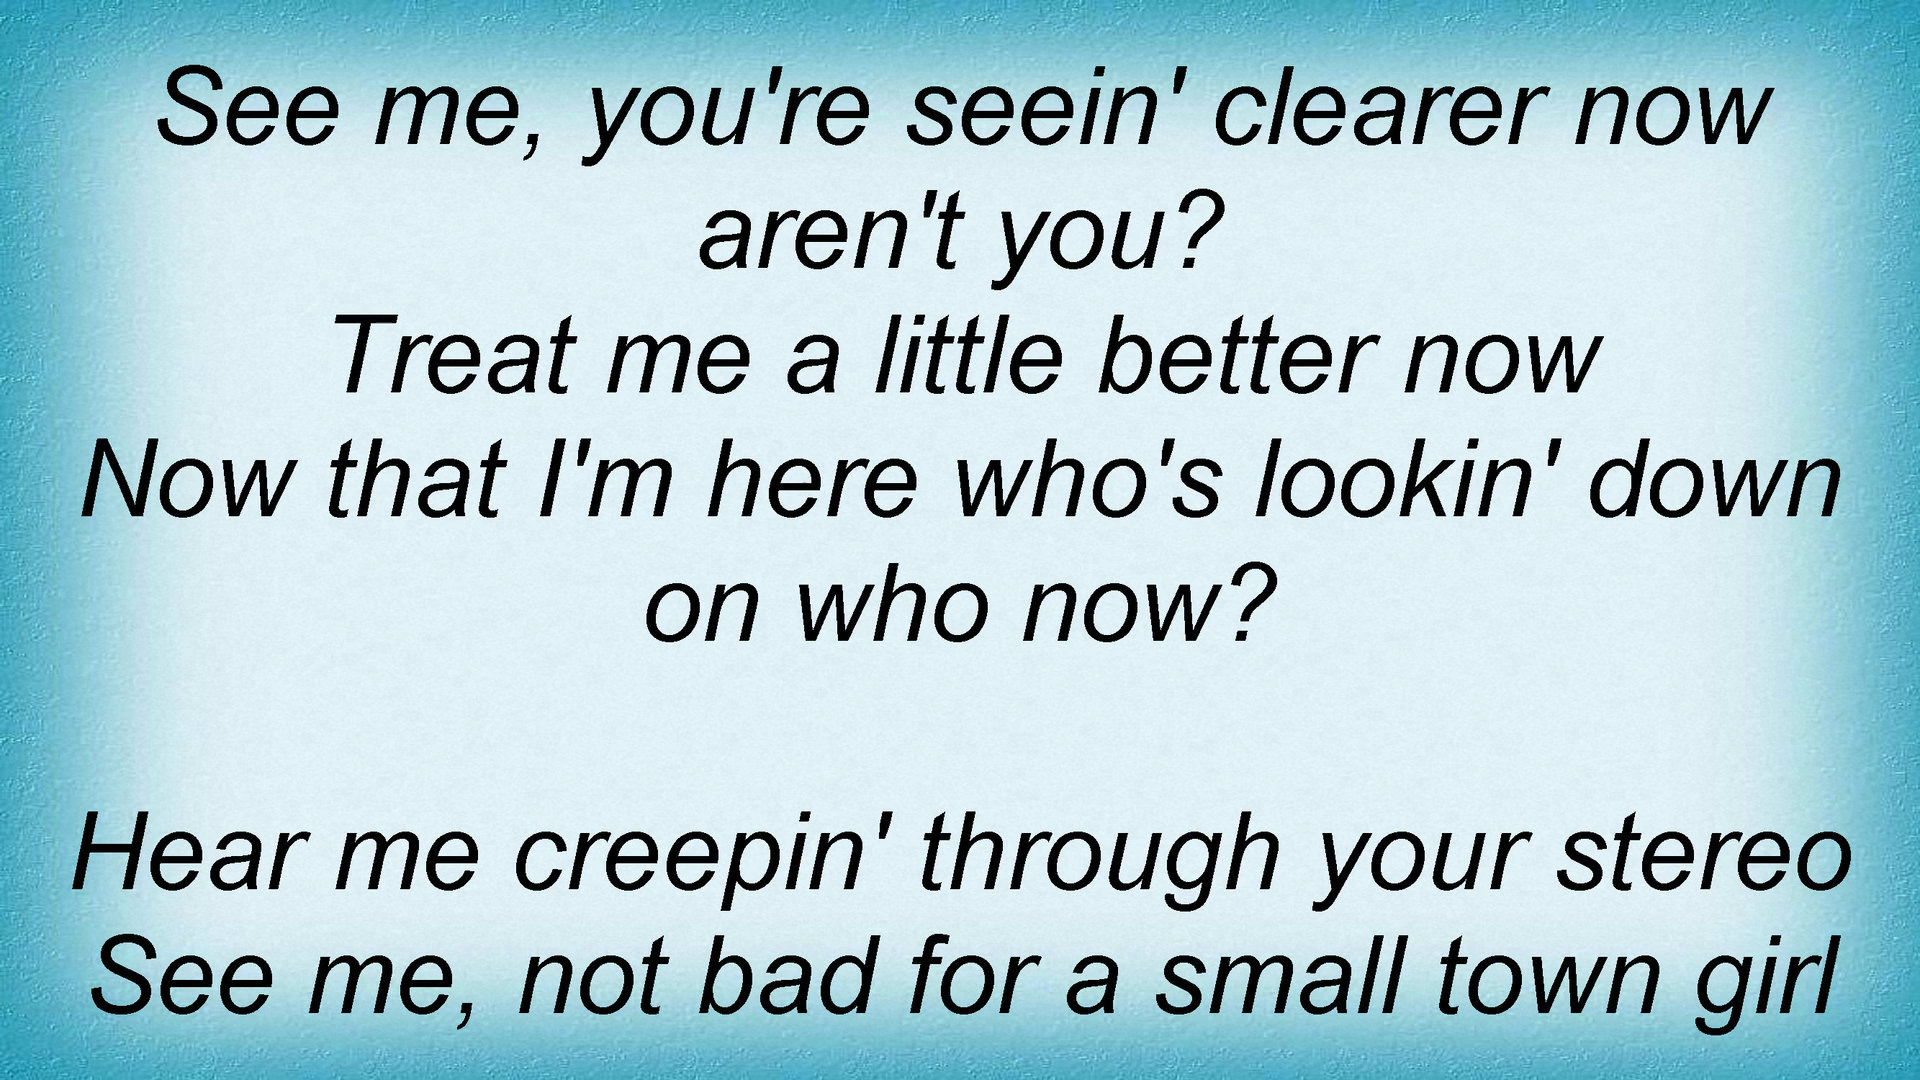 See me, you're seein' clearer now
aren't you?
Treat me a little better now
Now that I'm here who's lookin' down
on who now?
Hear me creepin' through your stereo
See me, not bad for a small town girl